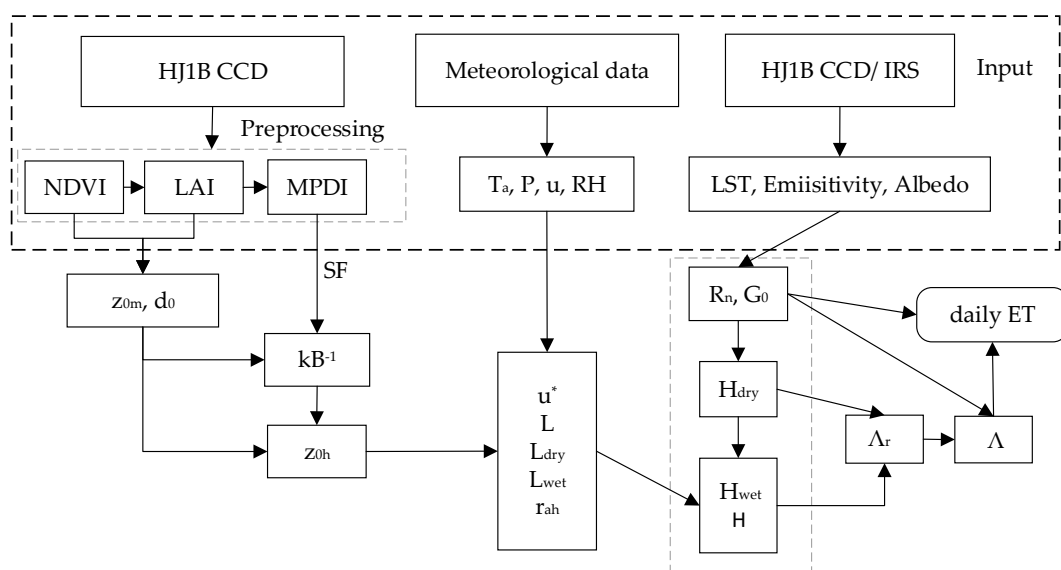 HJ1B CCD
Meteorological data
HJ1B CCD/ IRS
Input
Preprocessing
NDVI
LAI
MPDI
Ta, P, u, RH
LST, Emiisitivity, Albedo
SF
z0m, d0
Rn, G0
daily ET
kB-1
u*
L
Ldry
Lwet
rah
Hdry
z0h
Λr
Λ
Hwet
H